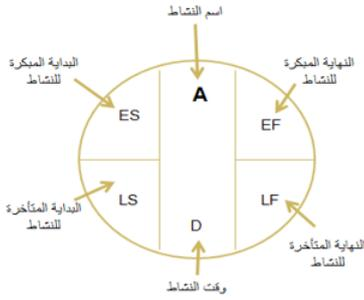 اسم النشاط
النهاية المبكرة
للنشاط
البداية المبكرة
للنشاط
A
ES
EF
LS
LF
D
البداية المتأخرة
للنشاط
النهاية المتأخرة
للنشاط
وقت النشاط